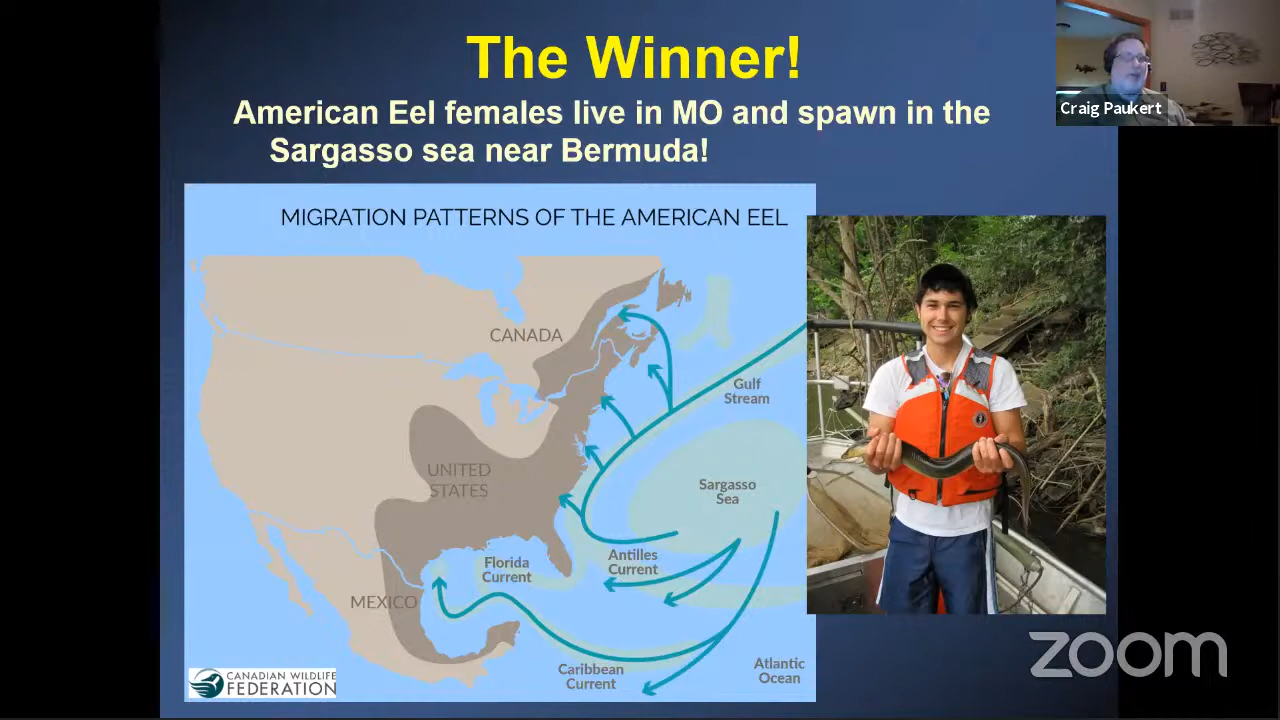 The Winner!
American Eel females live in MO and spawn in the
Sargasso sea near Bermuda!
Craig Paukert
MIGRATION PATTERNS OF THE AMERICAN EEL
CANADA
Gulf
Stream
UNITED
STATES
Sargasso
Sea
Florida
Current
Antilles
Current
MEXICO
Caribbean
Current
Atlantic
Ocean
CANADIAN WILDLIFE
FEDERATION
zoom